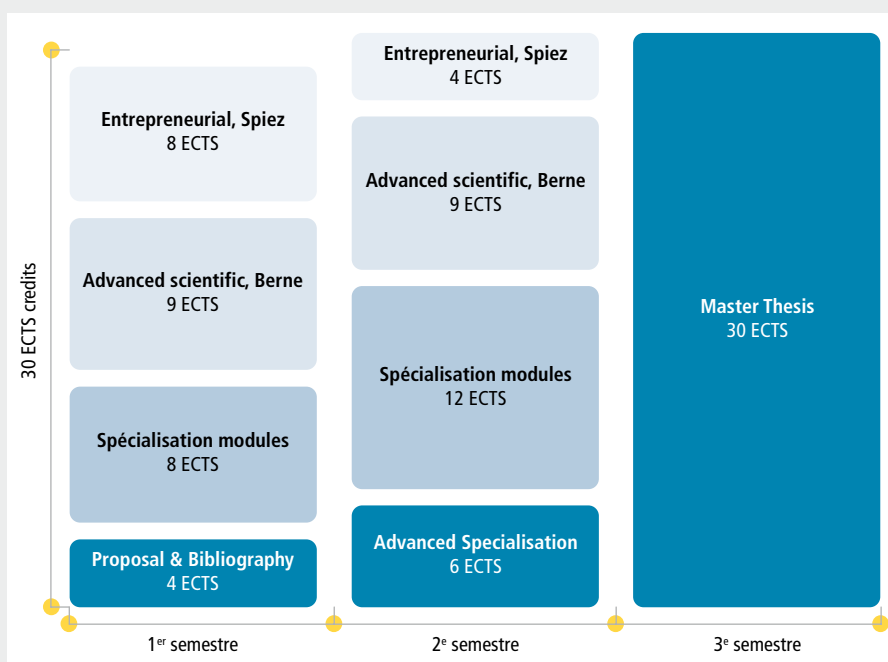 30 ECTS credits
Entrepreneurial, Spiez
8 ECTS
Advanced scientific, Berne
9 ECTS
Spécialisation modules
8 ECTS
Proposal & Bibliography
4 ECTS
Entrepreneurial, Spiez
4 ECTS
Advanced scientific, Berne
9 ECTS
Spécialisation modules
12 ECTS
Advanced Specialisation
6 ECTS
Master Thesis
30 ECTS
1er semestre
2e semestre
3e semestre